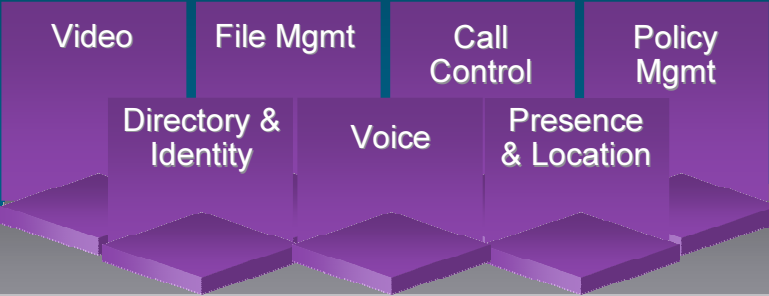 Video
File Mgmt
Call
Control
Policy
Mgmt
Directory &
Identity
Voice
Presence
& Location